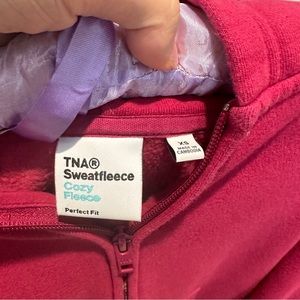 TNA®
Sweatfleece
Cozy
Fleece
Perfect Fit
XS
MADE IN
CAMBODIA